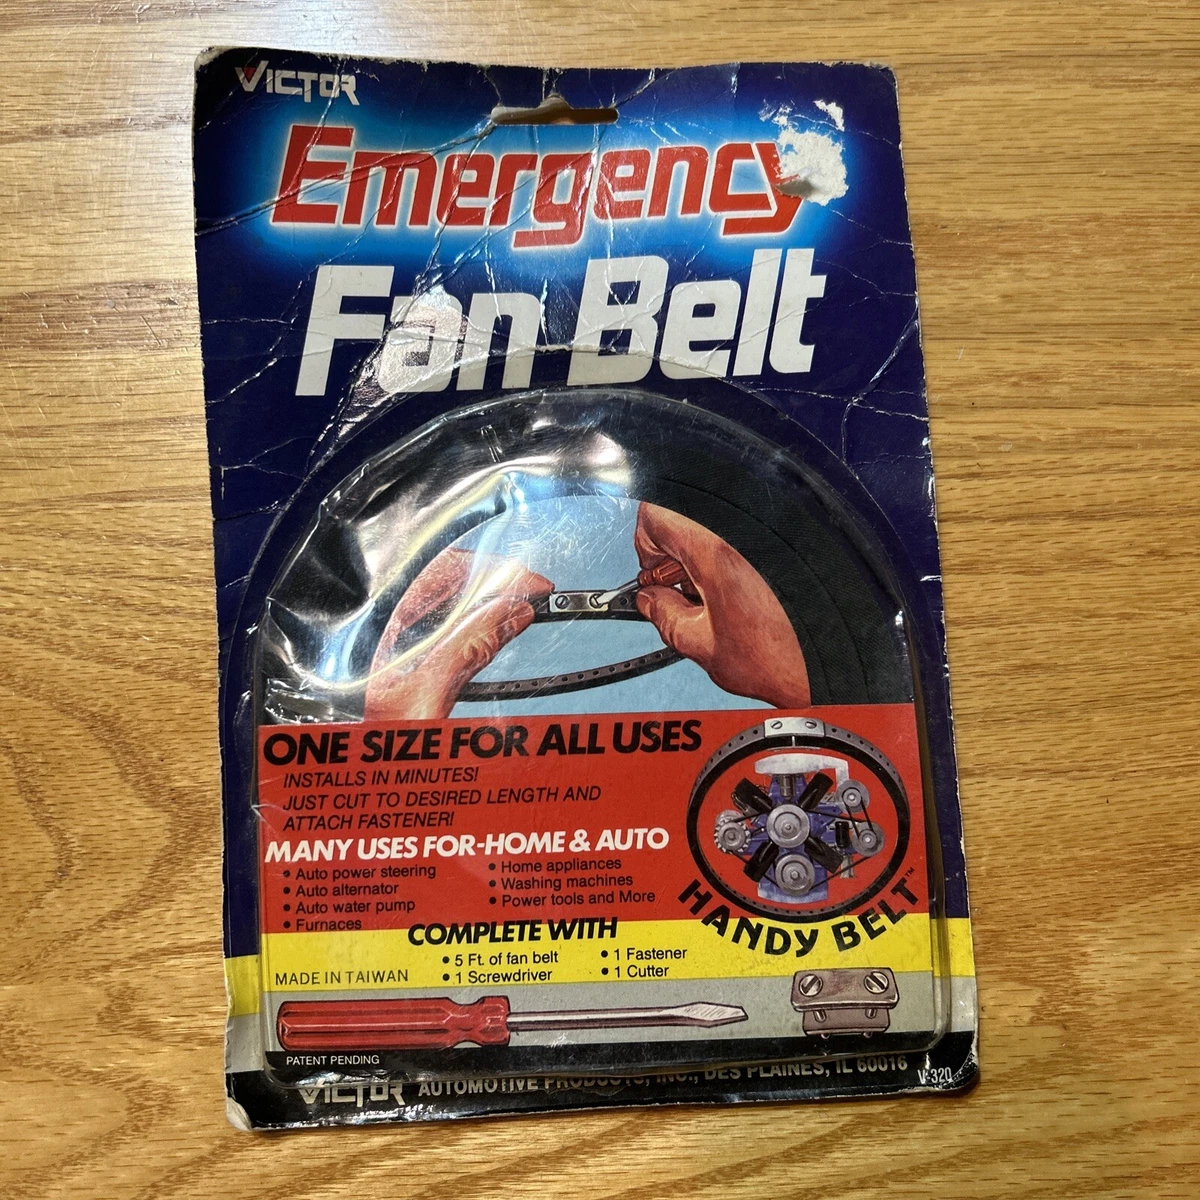 VICTOR
Emergency
Fan Belt
ONE SIZE FOR ALL USES
INSTALLS IN MINUTES!
JUST CUT TO DESIRED LENGTH AND
ATTACH FASTENER!
MANY USES FOR-HOME & AUTO
• Auto power steering
• Auto alternator
• Auto water pump
• Furnaces
• Home appliances
• Washing machines
• Power tools and More
HANDY BELT™
COMPLETE WITH
• 5 Ft. of fan belt
• 1 Screwdriver
• 1 Fastener
• 1 Cutter
MADE IN TAIWAN
PATENT PENDING
VICTOR AUTOMOTIVE PRODUCTS, INC., DES PLAINES, IL 60016
V-320